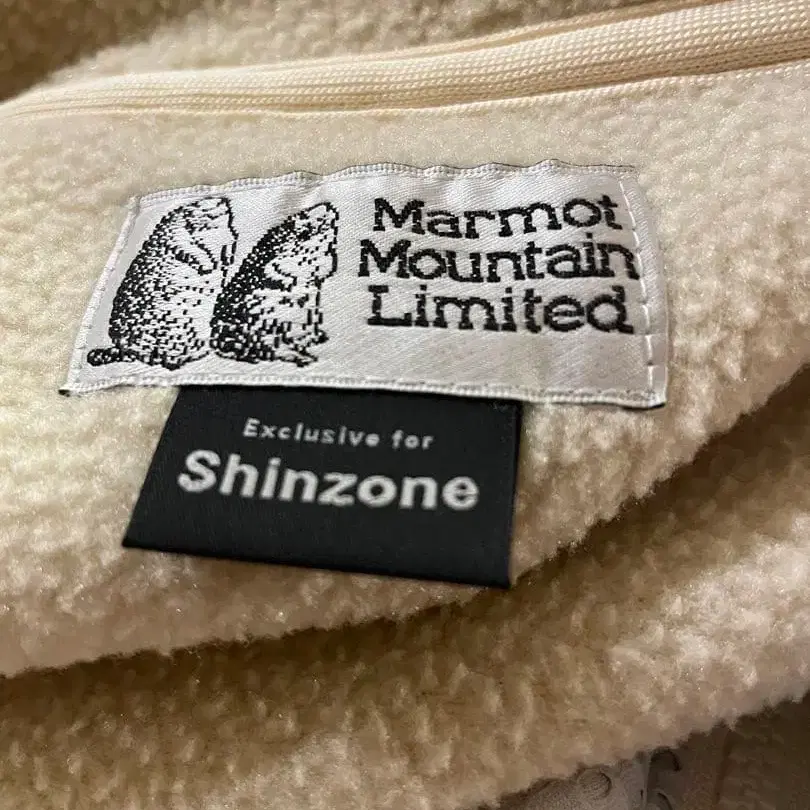 Marmot
Mountain
Limited
Exclusive for
Shinzone